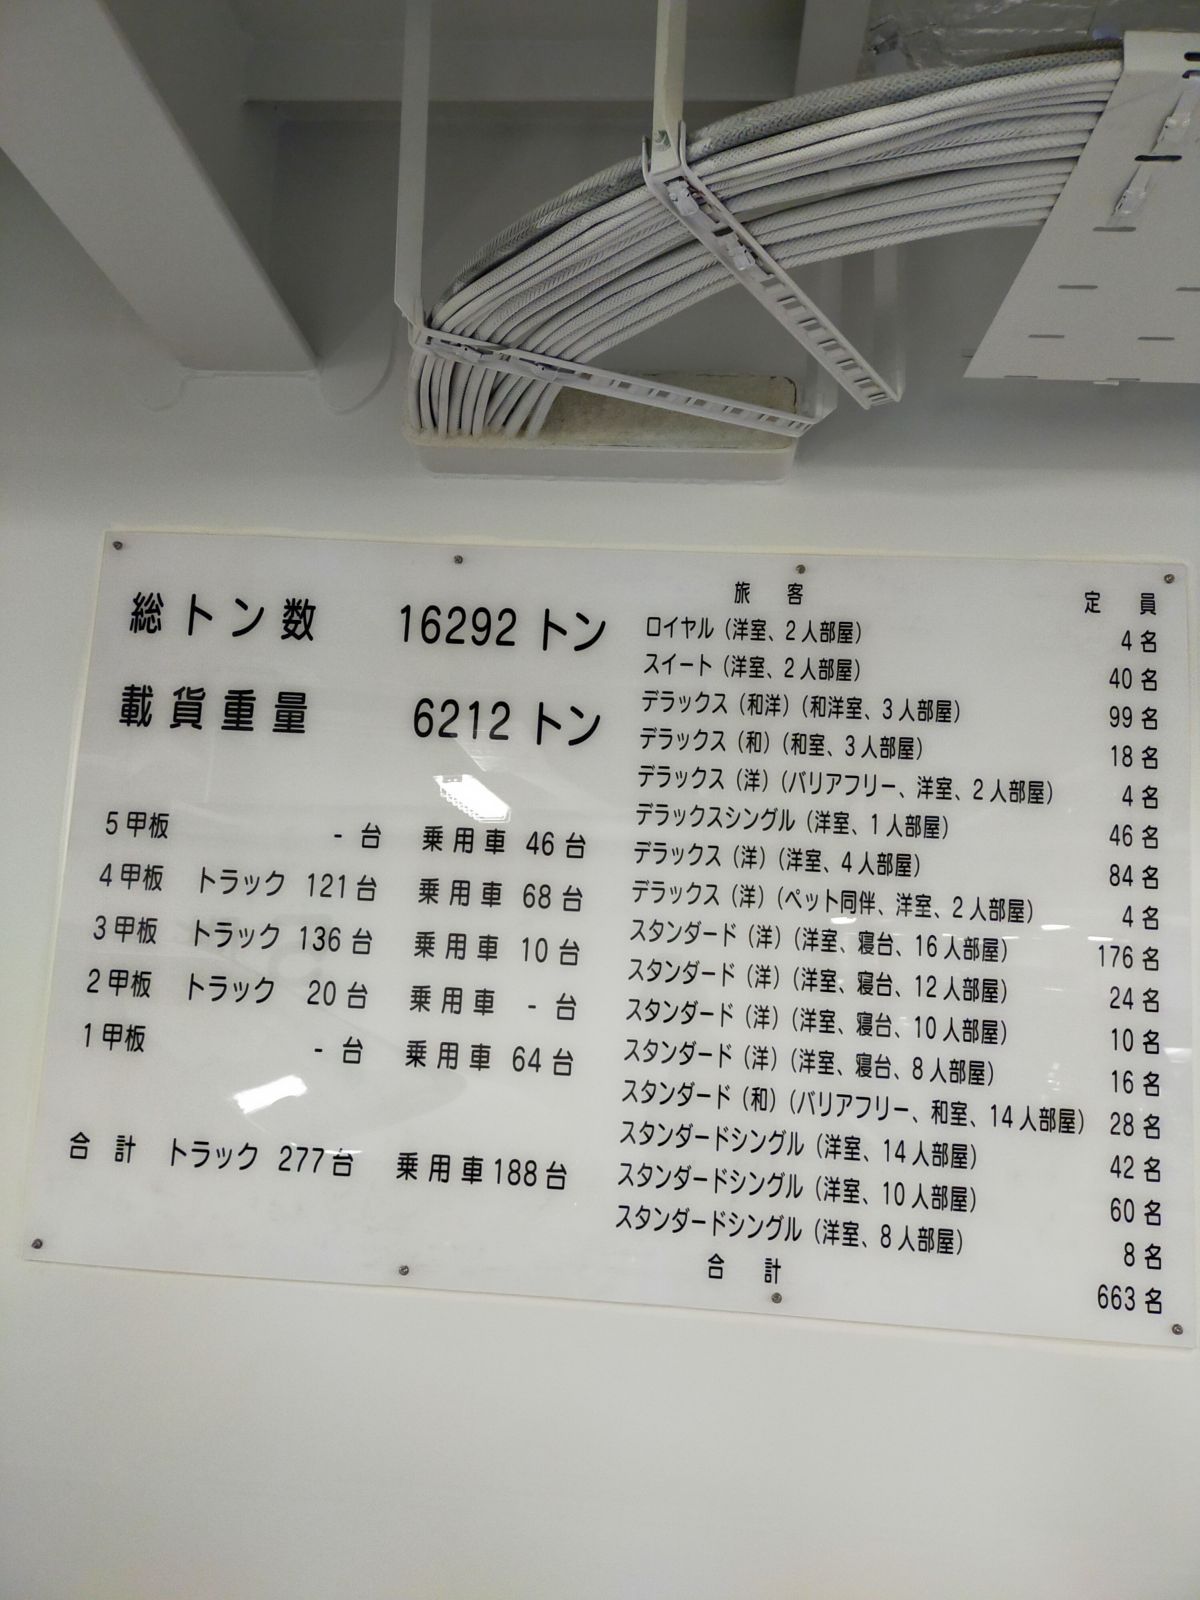 総トン数 16292トン
載貨重量 6212トン
5甲板 -台 乗用車 46台
4甲板 トラック 121台 乗用車 68台
3甲板 トラック 136台 乗用車 10台
2甲板 トラック 20台 乗用車 -台
1甲板 -台 乗用車 64台
合計 トラック 277台 乗用車188台
旅客 定員
ロイヤル（洋室、2人部屋） 4名
スイート（洋室、2人部屋） 40名
デラックス（和洋）（和洋室、3人部屋） 99名
デラックス（和）（和室、3人部屋） 18名
デラックス（洋）（バリアフリー、洋室、2人部屋） 4名
デラックスシングル（洋室、1人部屋） 46名
デラックス（洋）（洋室、4人部屋） 84名
デラックス（洋）（ペット同伴、洋室、2人部屋） 4名
スタンダード（洋）（洋室、寝台、16人部屋） 176名
スタンダード（洋）（洋室、寝台、12人部屋） 24名
スタンダード（洋）（洋室、寝台、10人部屋） 10名
スタンダード（洋）（洋室、寝台、8人部屋） 16名
スタンダード（和）（バリアフリー、和室、14人部屋） 28名
スタンダードシングル（洋室、14人部屋） 42名
スタンダードシングル（洋室、10人部屋） 60名
スタンダードシングル（洋室、8人部屋） 8名
合計 663名